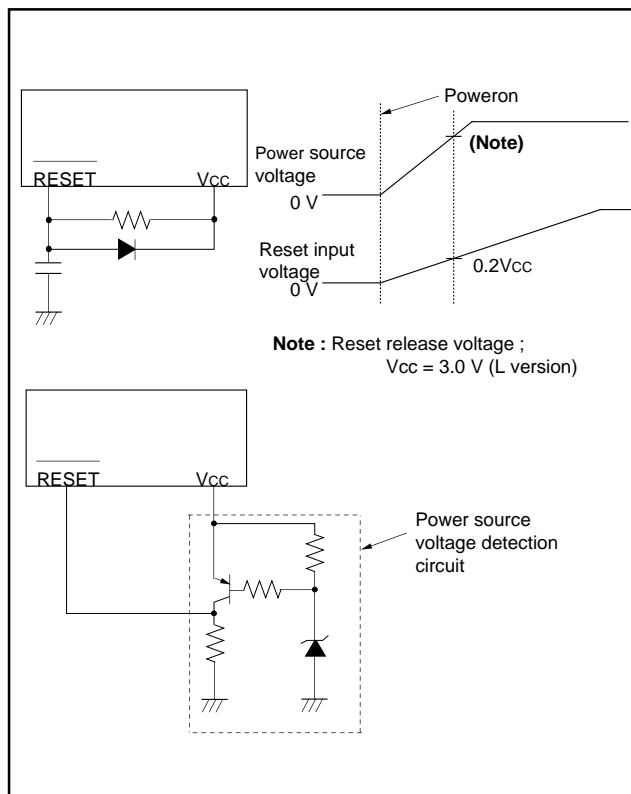 RESET
VCC
Poweron
(Note)
Power source
voltage
0 V
Reset input
voltage
0 V
0.2VCC
Note : Reset release voltage ;
Vcc = 3.0 V (L version)
RESET
VCC
Power source
voltage detection
circuit